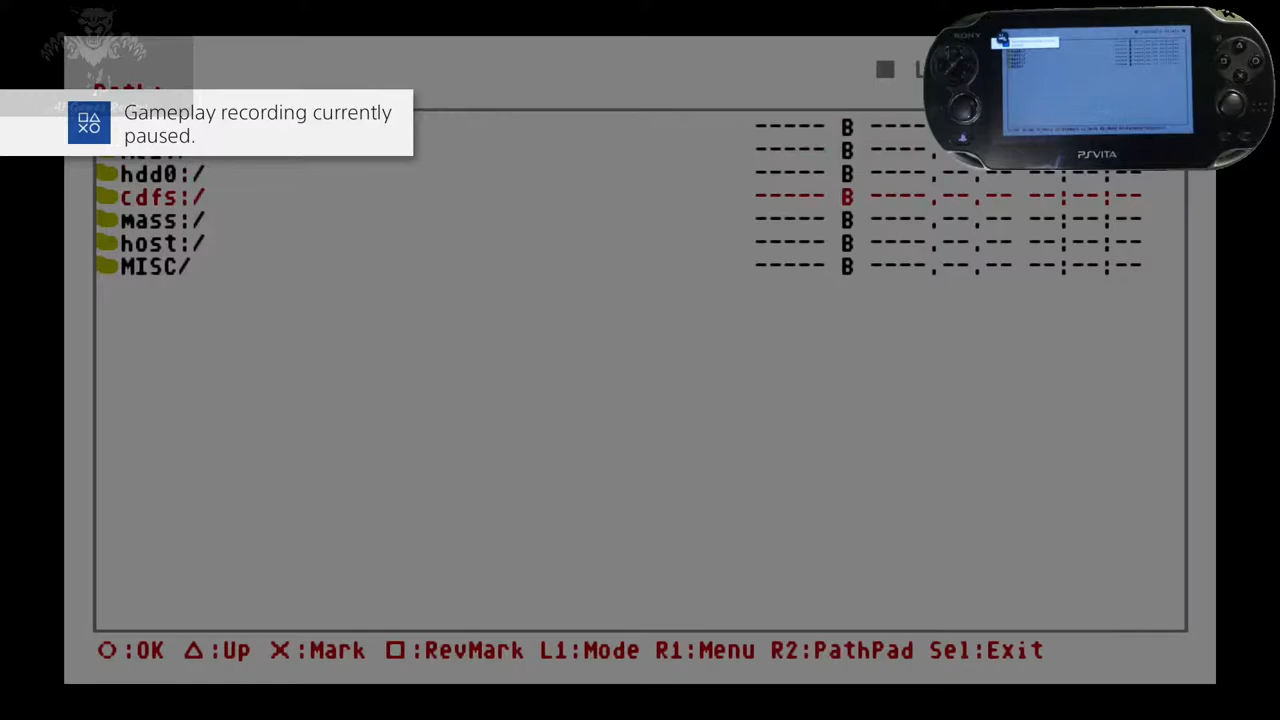 Path:
Gameplay recording currently
paused.
----- B ----
----- B ----
hdd0:/ ----- B ----.--.-- --:--:--
cdfs:/ ----- B ----.--.-- --:--:--
mass:/ ----- B ----.--.-- --:--:--
host:/ ----- B ----.--.-- --:--:--
MISC/ ----- B ----.--.-- --:--:--
SONY
PSVITA
O:OK △:Up X:Mark □:RevMark L1:Mode R1:Menu R2:PathPad Sel:Exit